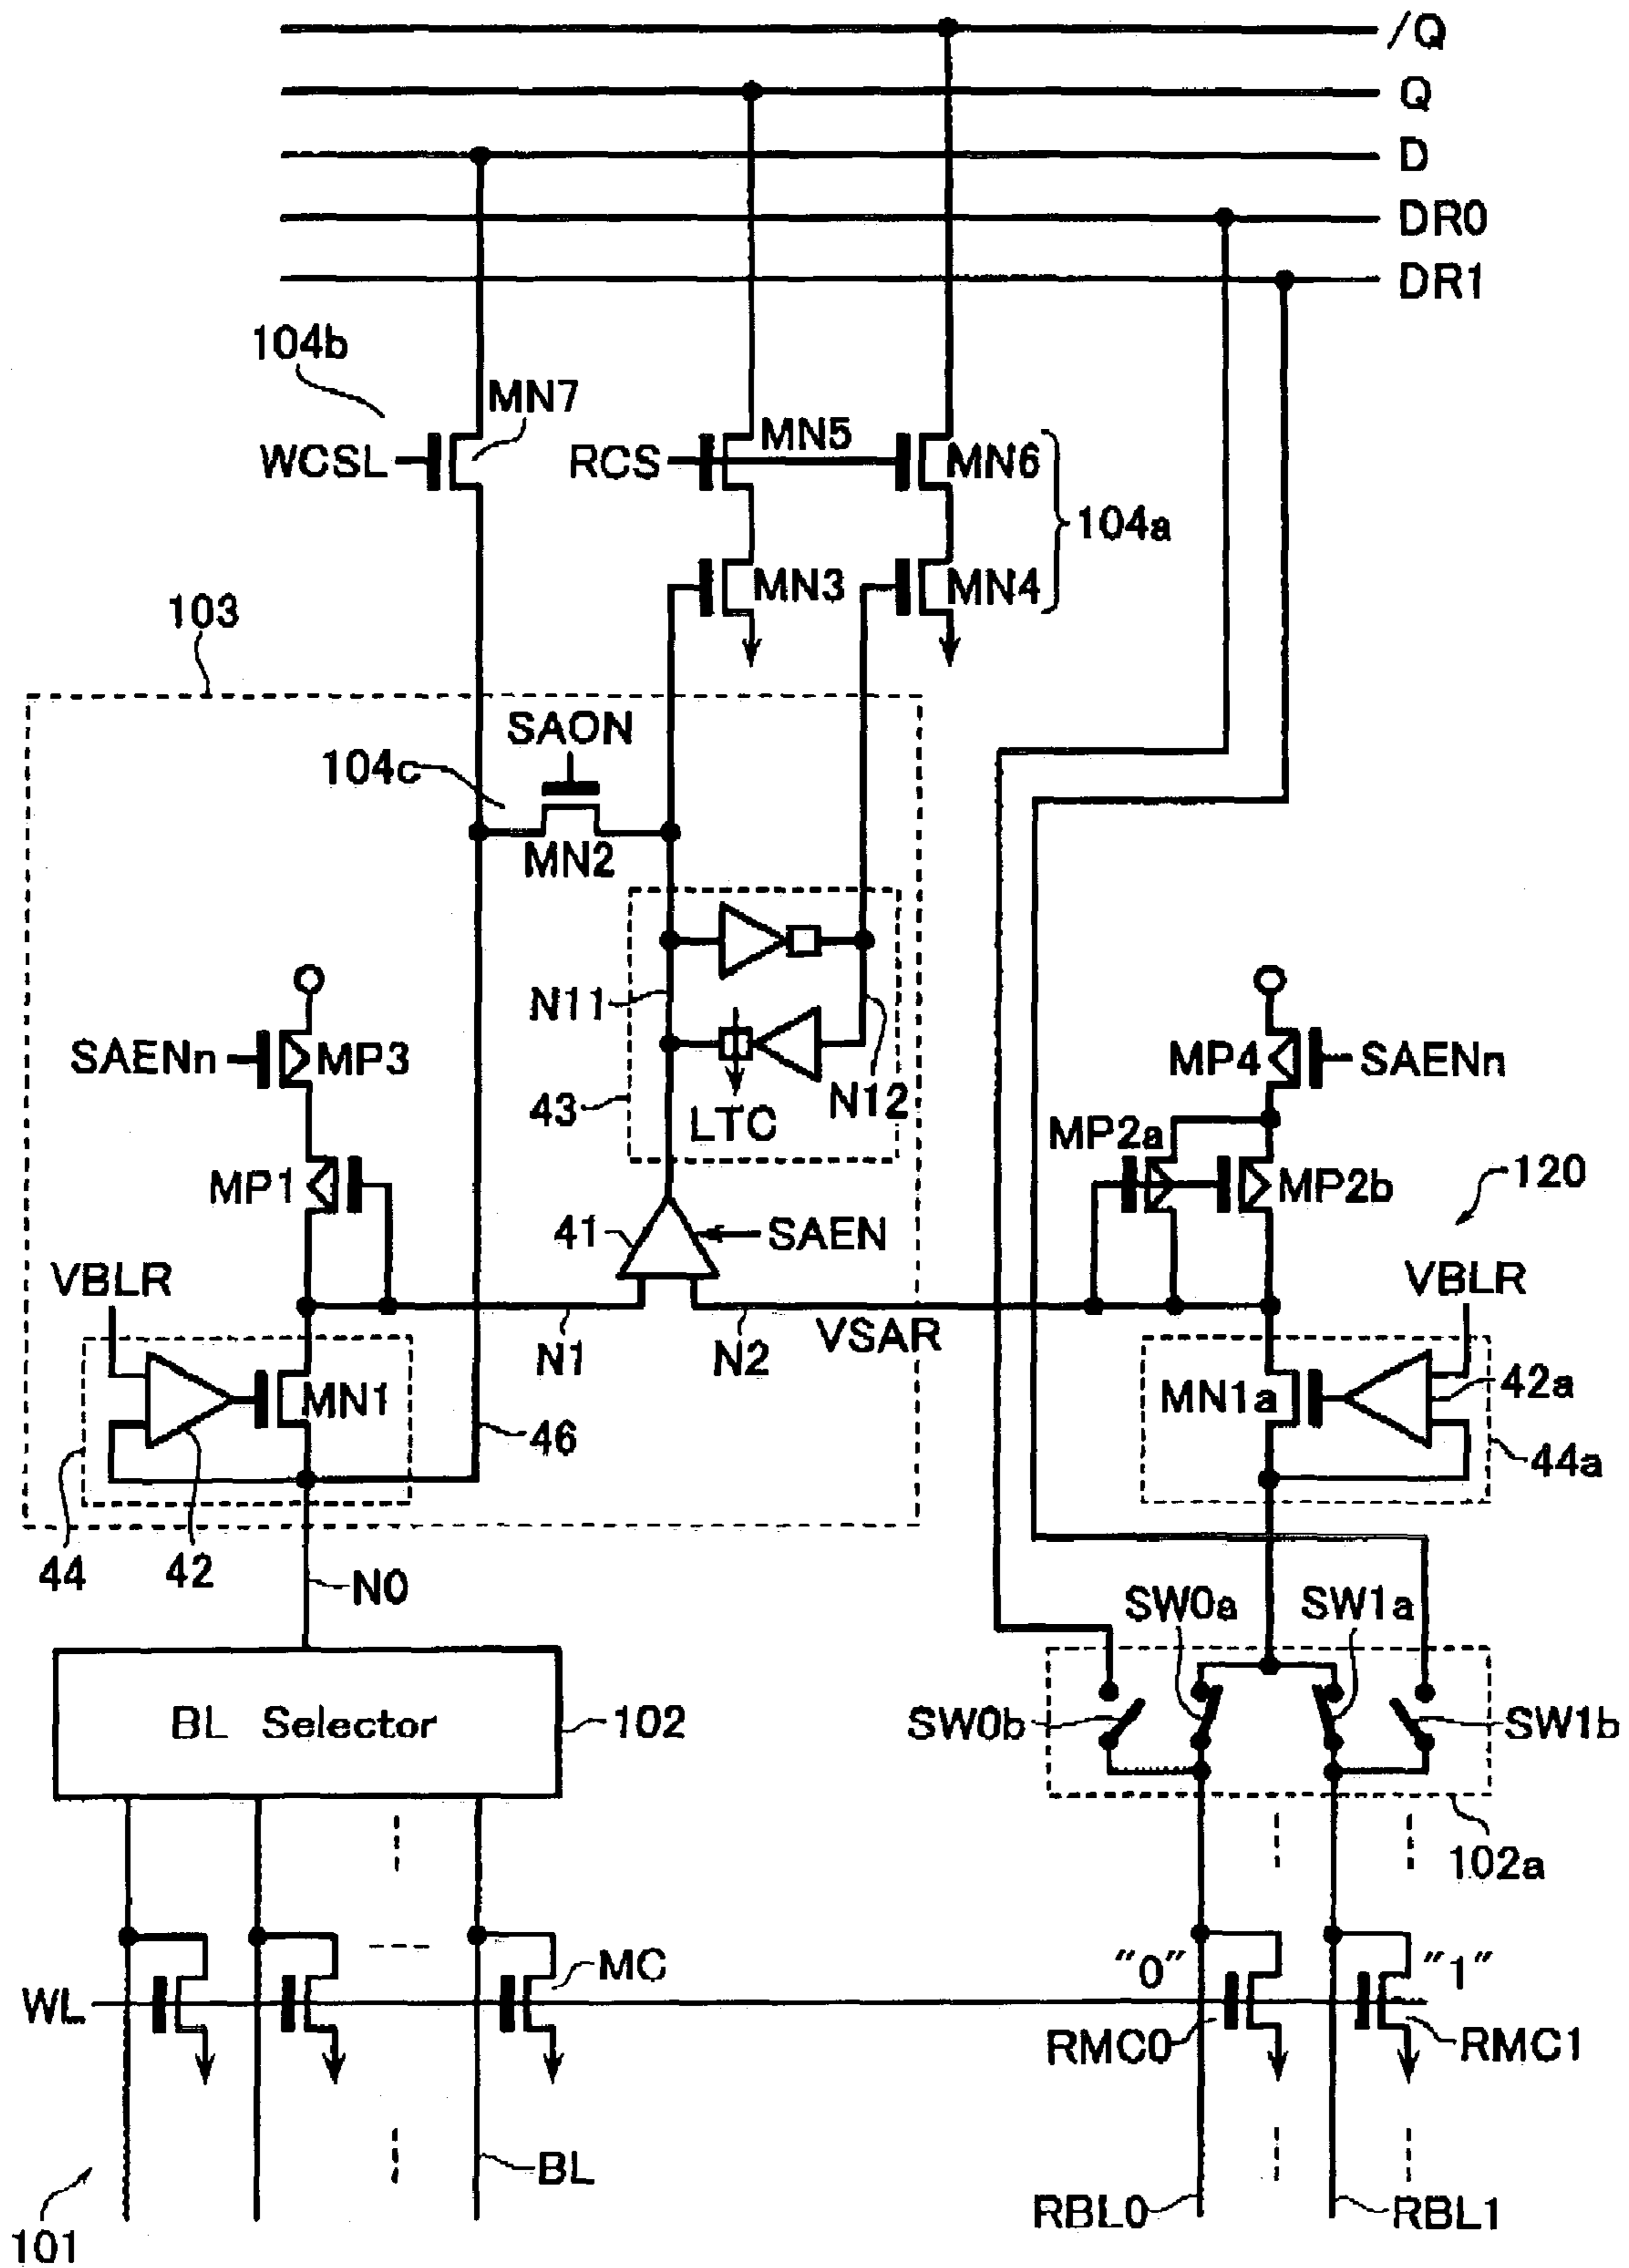 /Q
Q
D
DR0
DR1
104b
MN7
WCSL
RCS
MN5
MN6
104a
MN3
MN4
103
SAON
104c
MN2
N11
SAENn
MP3
43
LTC
N12
MP4
SAENn
MP2a
MP1
MP2b
120
41
SAEN
VBLR
VBLR
N1
N2
VSAR
MN1
MN1a
42a
46
44a
44
42
N0
SW0a
SW1a
BL Selector
102
SW0b
SW1b
102a
MC
"0"
"1"
WL
RMC0
RMC1
BL
101
RBL0
RBL1